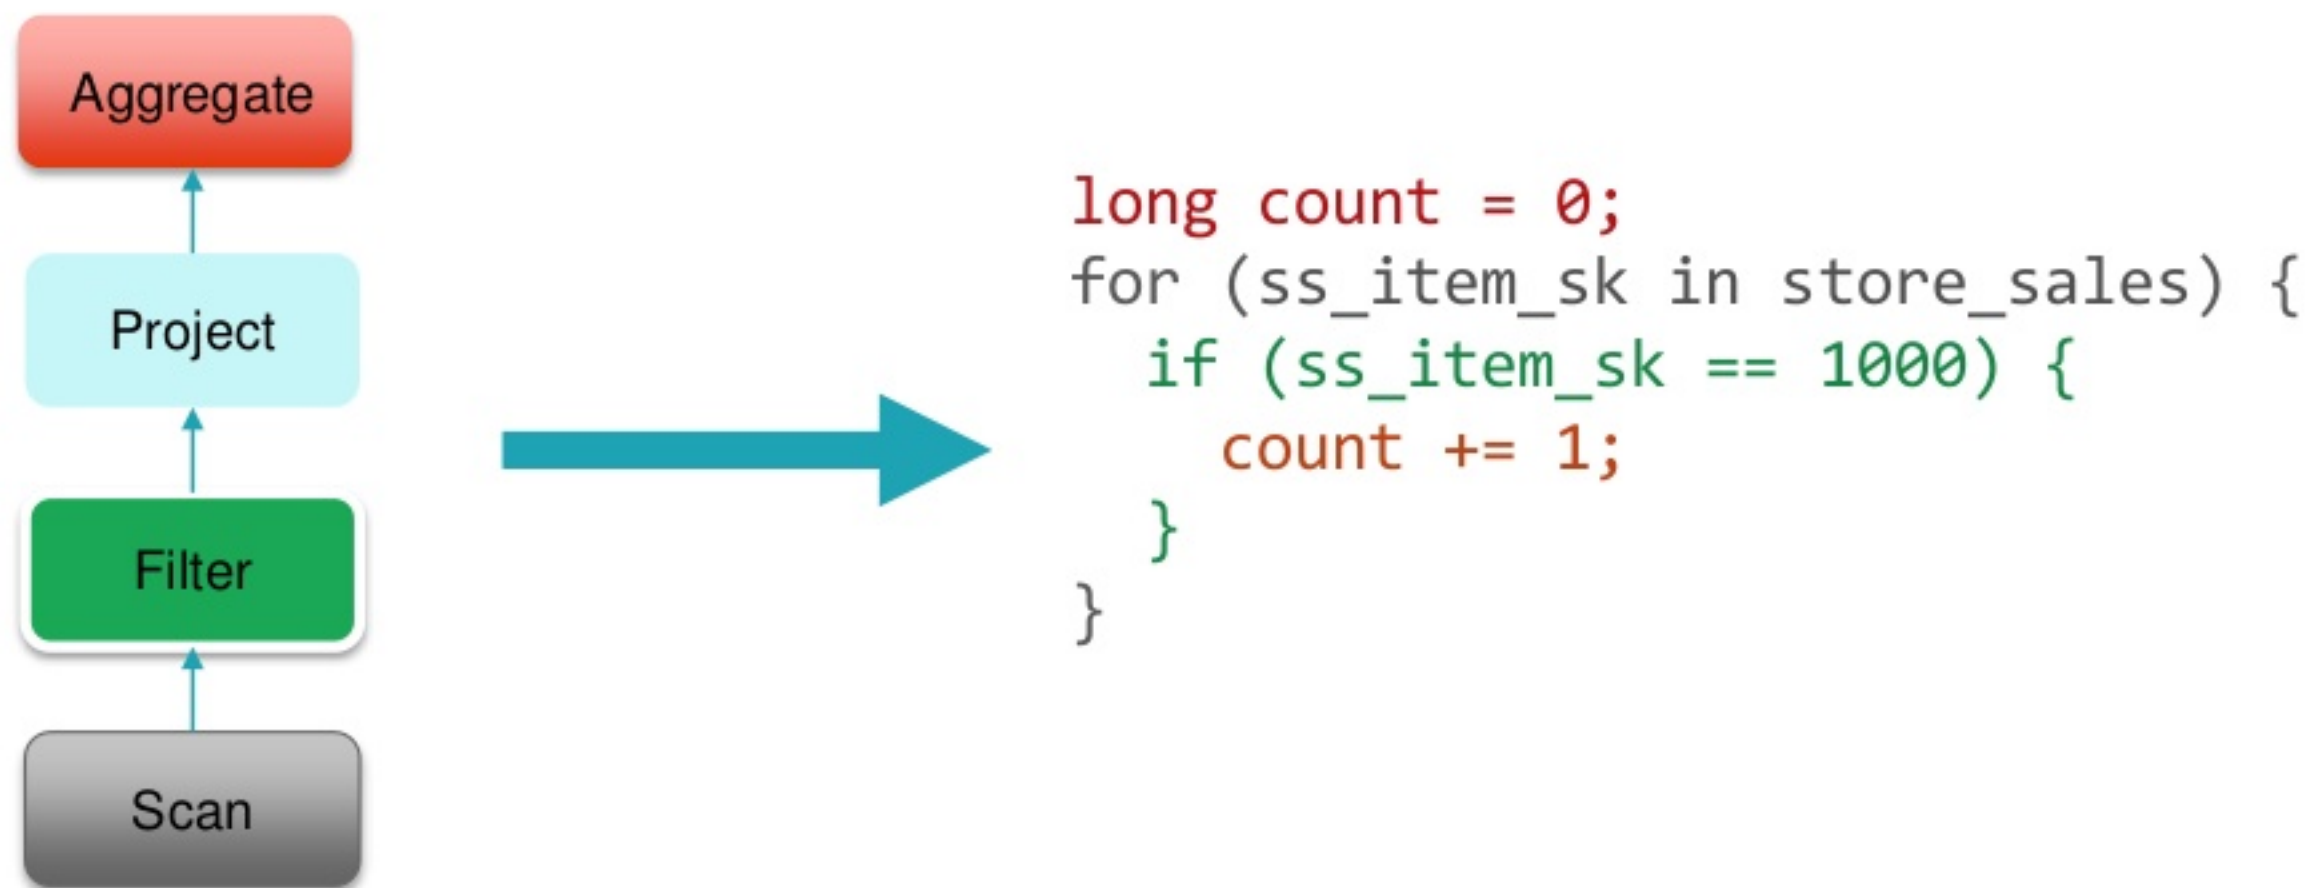 Aggregate
Project
Filter
Scan
long count = 0;
for (ss_item_sk in store_sales) {
  if (ss_item_sk == 1000) {
    count += 1;
  }
}